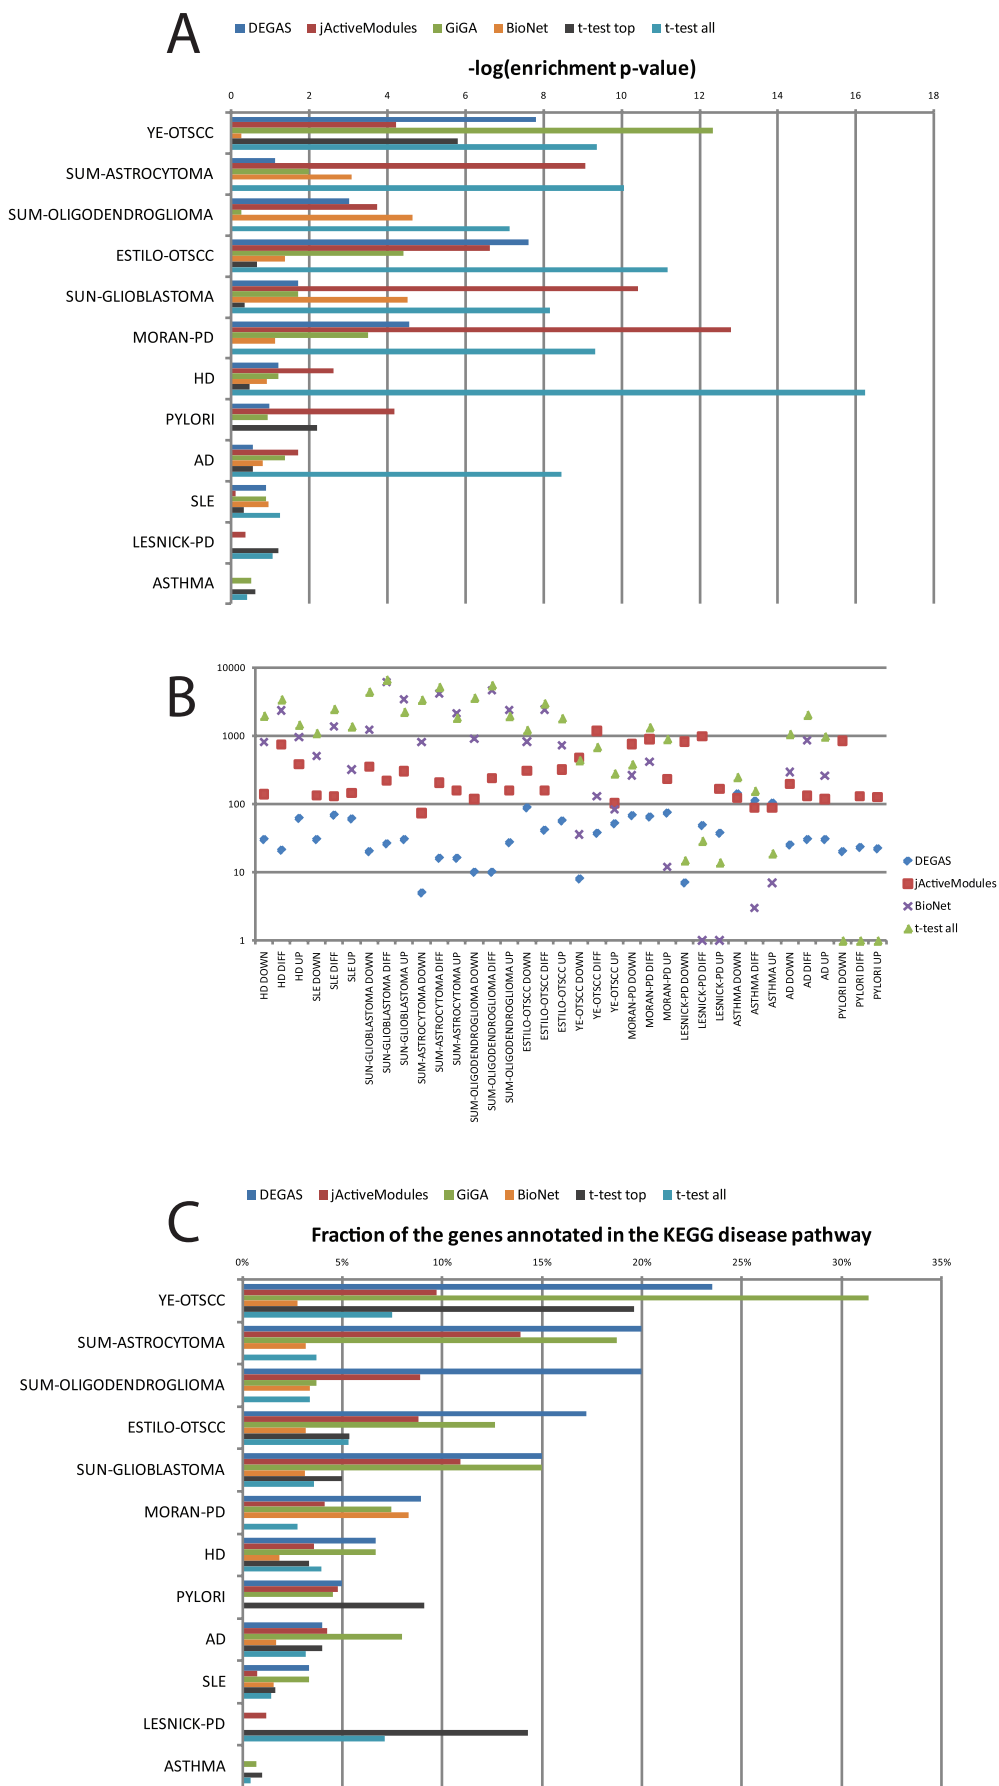 A
DEGAS jActiveModules GiGA BioNet t-test top t-test all
-log(enrichment p-value)
0 2 4 6 8 10 12 14 16 18
YE-OTSCC
SUM-ASTROCYTOMA
SUM-OLIGODENDROGLIOMA
ESTILO-OTSCC
SUN-GLIOBLASTOMA
MORAN-PD
HD
PYLORI
AD
SLE
LESNICK-PD
ASTHMA
B
10000
1000
100
10
1
DEGAS
jActiveModules
BioNet
t-test all
HD DOWN
HD DIFF
HD UP
SLE DOWN
SLE DIFF
SLE UP
SUN-GLIOBLASTOMA DOWN
SUN-GLIOBLASTOMA DIFF
SUN-GLIOBLASTOMA UP
SUM-ASTROCYTOMA DOWN
SUM-ASTROCYTOMA DIFF
SUM-ASTROCYTOMA UP
SUM-OLIGODENDROGLIOMA DOWN
SUM-OLIGODENDROGLIOMA DIFF
SUM-OLIGODENDROGLIOMA UP
ESTILO-OTSCC DOWN
ESTILO-OTSCC DIFF
ESTILO-OTSCC UP
YE-OTSCC DOWN
YE-OTSCC DIFF
YE-OTSCC UP
MORAN-PD DOWN
MORAN-PD DIFF
MORAN-PD UP
LESNICK-PD DOWN
LESNICK-PD DIFF
LESNICK-PD UP
ASTHMA DOWN
ASTHMA DIFF
ASTHMA UP
AD DOWN
AD DIFF
AD UP
PYLORI DOWN
PYLORI DIFF
PYLORI UP
C
DEGAS jActiveModules GiGA BioNet t-test top t-test all
Fraction of the genes annotated in the KEGG disease pathway
0% 5% 10% 15% 20% 25% 30% 35%
YE-OTSCC
SUM-ASTROCYTOMA
SUM-OLIGODENDROGLIOMA
ESTILO-OTSCC
SUN-GLIOBLASTOMA
MORAN-PD
HD
PYLORI
AD
SLE
LESNICK-PD
ASTHMA